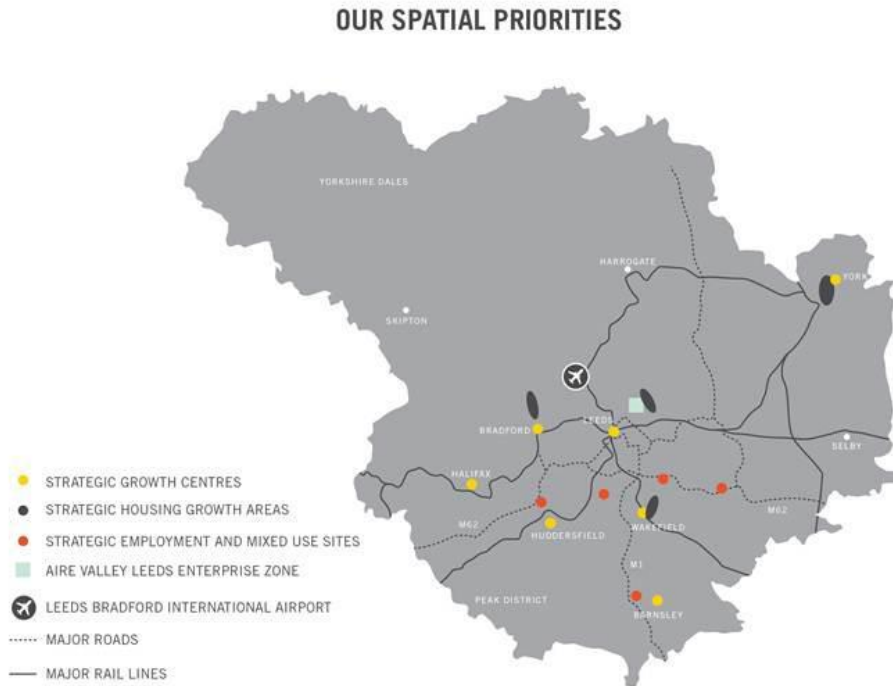 OUR SPATIAL PRIORITIES
YORKSHIRE DALES
HARROGATE
YORK
SKIPTON
LEEDS
BRADFORD
SELBY
HALIFAX
STRATEGIC GROWTH CENTRES
STRATEGIC HOUSING GROWTH AREAS
M62
M62
WAKEFIELD
HUDDERSFIELD
STRATEGIC EMPLOYMENT AND MIXED USE SITES
M1
AIRE VALLEY LEEDS ENTERPRISE ZONE
PEAK DISTRICT
LEEDS BRADFORD INTERNATIONAL AIRPORT
BARNSLEY
MAJOR ROADS
MAJOR RAIL LINES